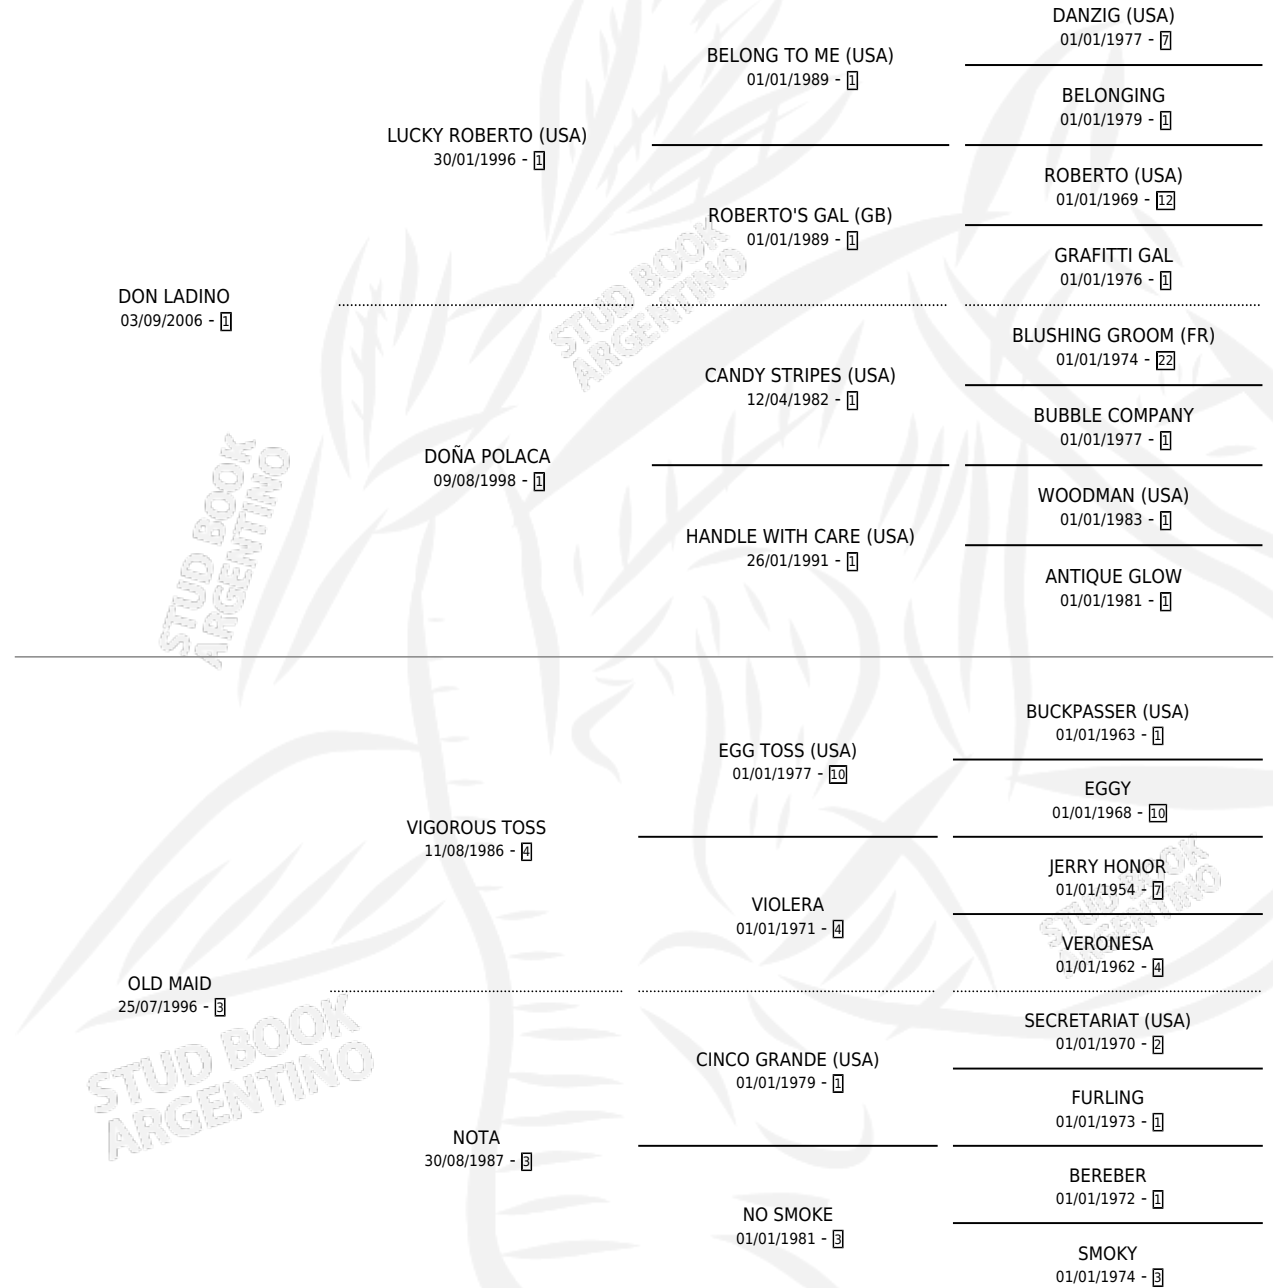 DANZIG (USA)
01/01/1977 - 7
BELONG TO ME (USA)
01/01/1989 - 1
BELONGING
01/01/1979 - 1
LUCKY ROBERTO (USA)
30/01/1996 - 1
ROBERTO (USA)
01/01/1969 - 12
ROBERTO'S GAL (GB)
01/01/1989 - 1
GRAFITTI GAL
01/01/1976 - 1
DON LADINO
03/09/2006 - 1
BLUSHING GROOM (FR)
01/01/1974 - 22
CANDY STRIPES (USA)
12/04/1982 - 1
BUBBLE COMPANY
01/01/1977 - 1
DOÑA POLACA
09/08/1998 - 1
WOODMAN (USA)
01/01/1983 - 1
HANDLE WITH CARE (USA)
26/01/1991 - 1
ANTIQUE GLOW
01/01/1981 - 1
BUCKPASSER (USA)
01/01/1963 - 1
EGG TOSS (USA)
01/01/1977 - 10
EGGY
01/01/1968 - 10
VIGOROUS TOSS
11/08/1986 - 4
JERRY HONOR
01/01/1954 - 7
VIOLERA
01/01/1971 - 4
VERONESA
01/01/1962 - 4
OLD MAID
25/07/1996 - 3
SECRETARIAT (USA)
01/01/1970 - 2
CINCO GRANDE (USA)
01/01/1979 - 1
FURLING
01/01/1973 - 1
NOTA
30/08/1987 - 3
BEREBER
01/01/1972 - 1
NO SMOKE
01/01/1981 - 3
SMOKY
01/01/1974 - 3
STUD BOOK
ARGENTINO
STUD BOOK
ARGENTINO
STUD BOOK
ARGENTINO
STUD BOOK
ARGENTINO